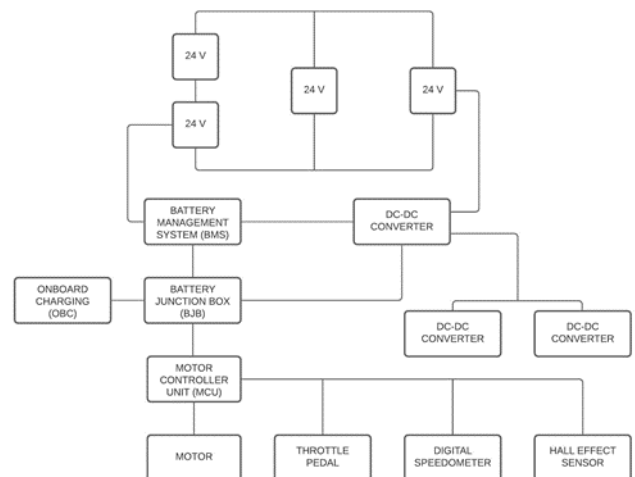 24 V
24 V
24 V
24 V
BATTERY
MANAGEMENT
SYSTEM (BMS)
DC-DC
CONVERTER
ONBOARD
CHARGING
(OBC)
BATTERY
JUNCTION BOX
(BJB)
DC-DC
CONVERTER
DC-DC
CONVERTER
MOTOR
CONTROLLER
UNIT (MCU)
MOTOR
THROTTLE
PEDAL
DIGITAL
SPEEDOMETER
HALL EFFECT
SENSOR